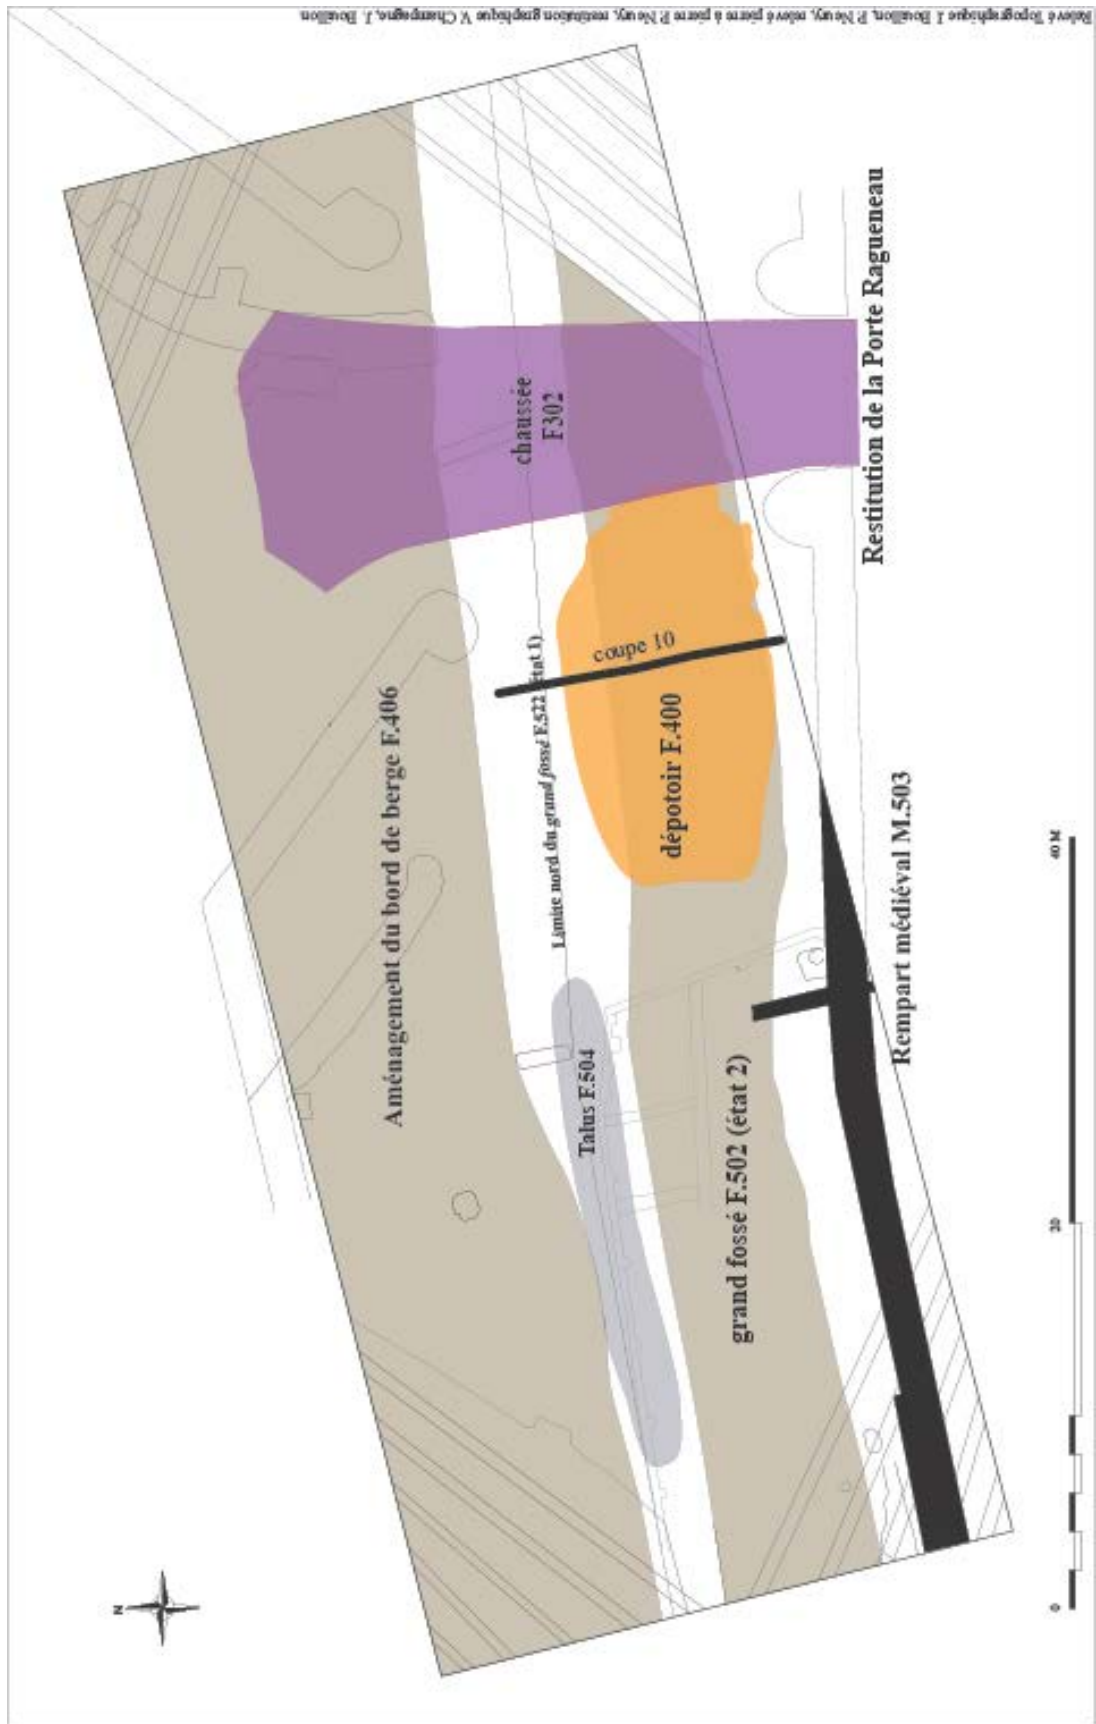 Relevé Topographique J. Bouillon, P. Neury, relevé pierre à pierre P. Neury, restitution graphique V. Champagne, J. Bouillon.
chaussée
F302
Restitution de la Porte Ragueneau
coupe 10
Limite nord du grand fossé F.522 (état 1)
dépotoir F.400
Aménagement du bord de berge F.406
Rempart médiéval M.503
Talus F.504
grand fossé F.502 (état 2)
N
0
20
40 M